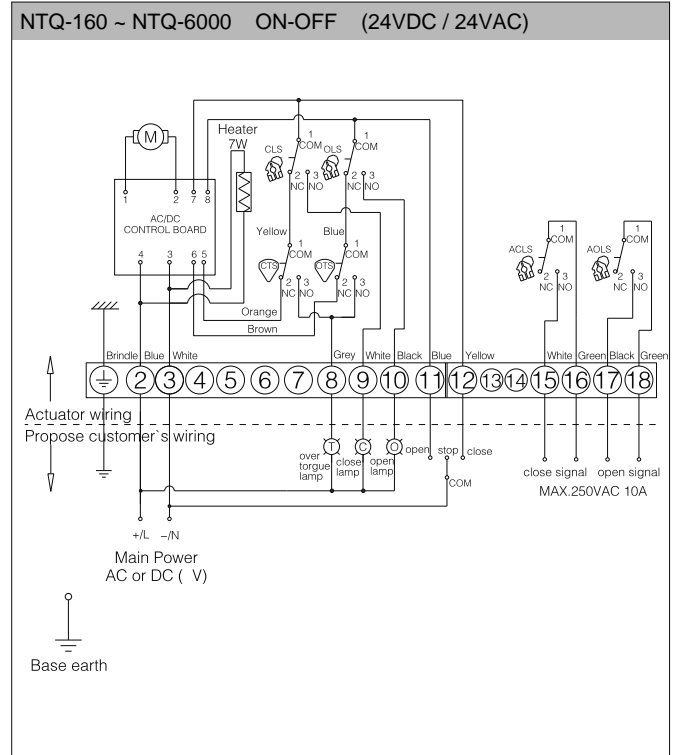 NTQ-160 ~ NTQ-6000 ON-OFF (24VDC / 24VAC)
M
Heater
7W
CLS
1
COM
OLS
1
COM
2 3
NC NO
2 3
NC NO
1 2 7 8
AC/DC
CONTROL BOARD
4 3 6 5
Yellow
1
COM
Blue
1
COM
CTS
OTS
2 3
NC NO
2 3
NC NO
Orange
Brown
ACLS
1
COM
2 3
NC NO
AOLS
1
COM
2 3
NC NO
Brindle Blue White Grey White Black Blue Yellow White Green Black Green
2 3 4 5 6 7 8 9 10 11 12 13 14 15 16 17 18
Actuator wiring
Propose customer`s wiring
T C O
over
torgue
lamp
close
lamp
open
lamp
open stop close
COM
close signal open signal
MAX.250VAC 10A
+/L −/N
Main Power
AC or DC ( V)
Base earth